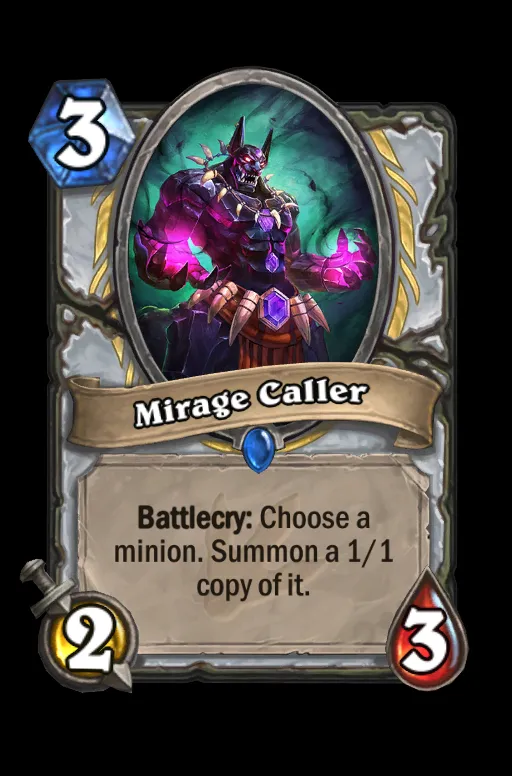 3
Mirage Caller
Battlecry: Choose a
minion. Summon a 1/1
copy of it.
2
3